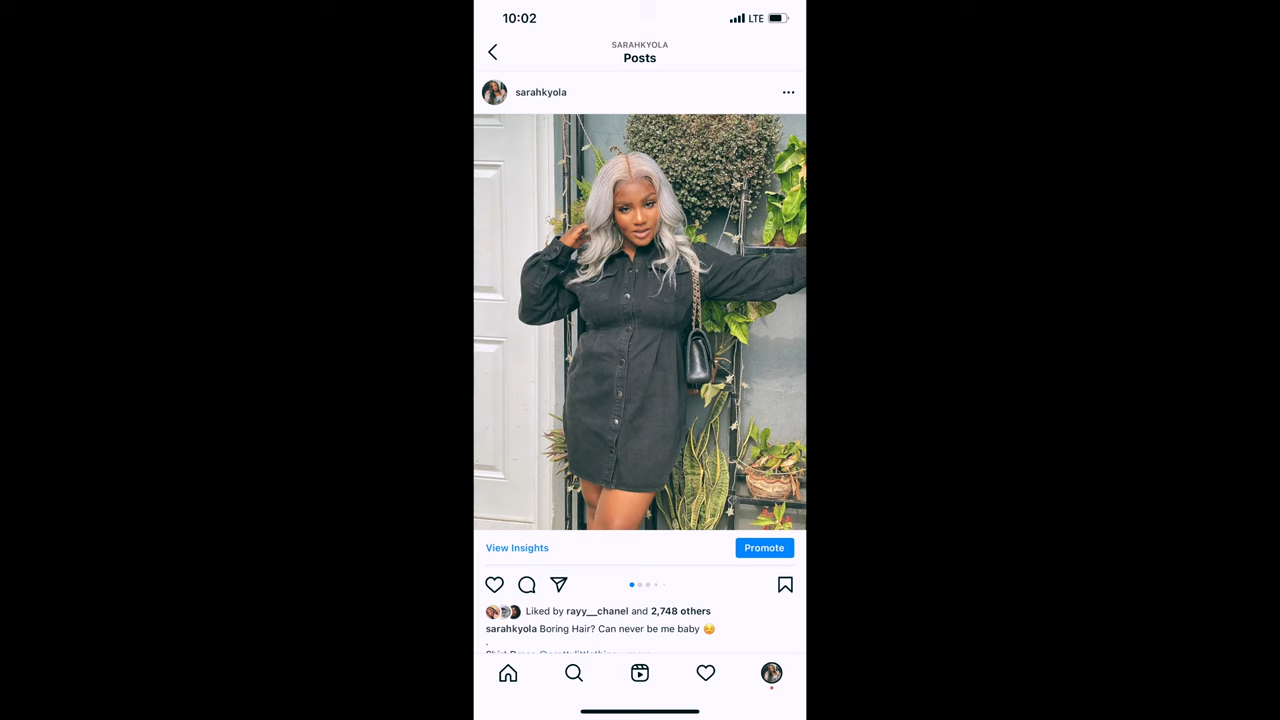 10:02
LTE
SARAHKYOLA
Posts
sarahkyola
View Insights
Promote
Liked by rayy__chanel and 2,748 others
sarahkyola Boring Hair? Can never be me baby 😌
.